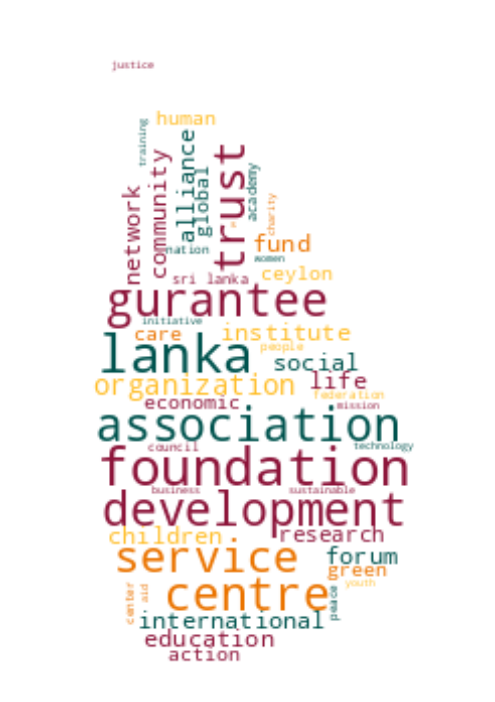 justice
human
training
alliance
trust
community
global
academy
network
charity
fund
nation
women
sri lanka
ceylon
gurantee
initiative
care
institute
lanka
people
social
organization
life
federation
economic
mission
association
council
technology
foundation
business
sustainable
development
children
research
service
forum
green
centre
youth
center
aid
peace
international
education
action